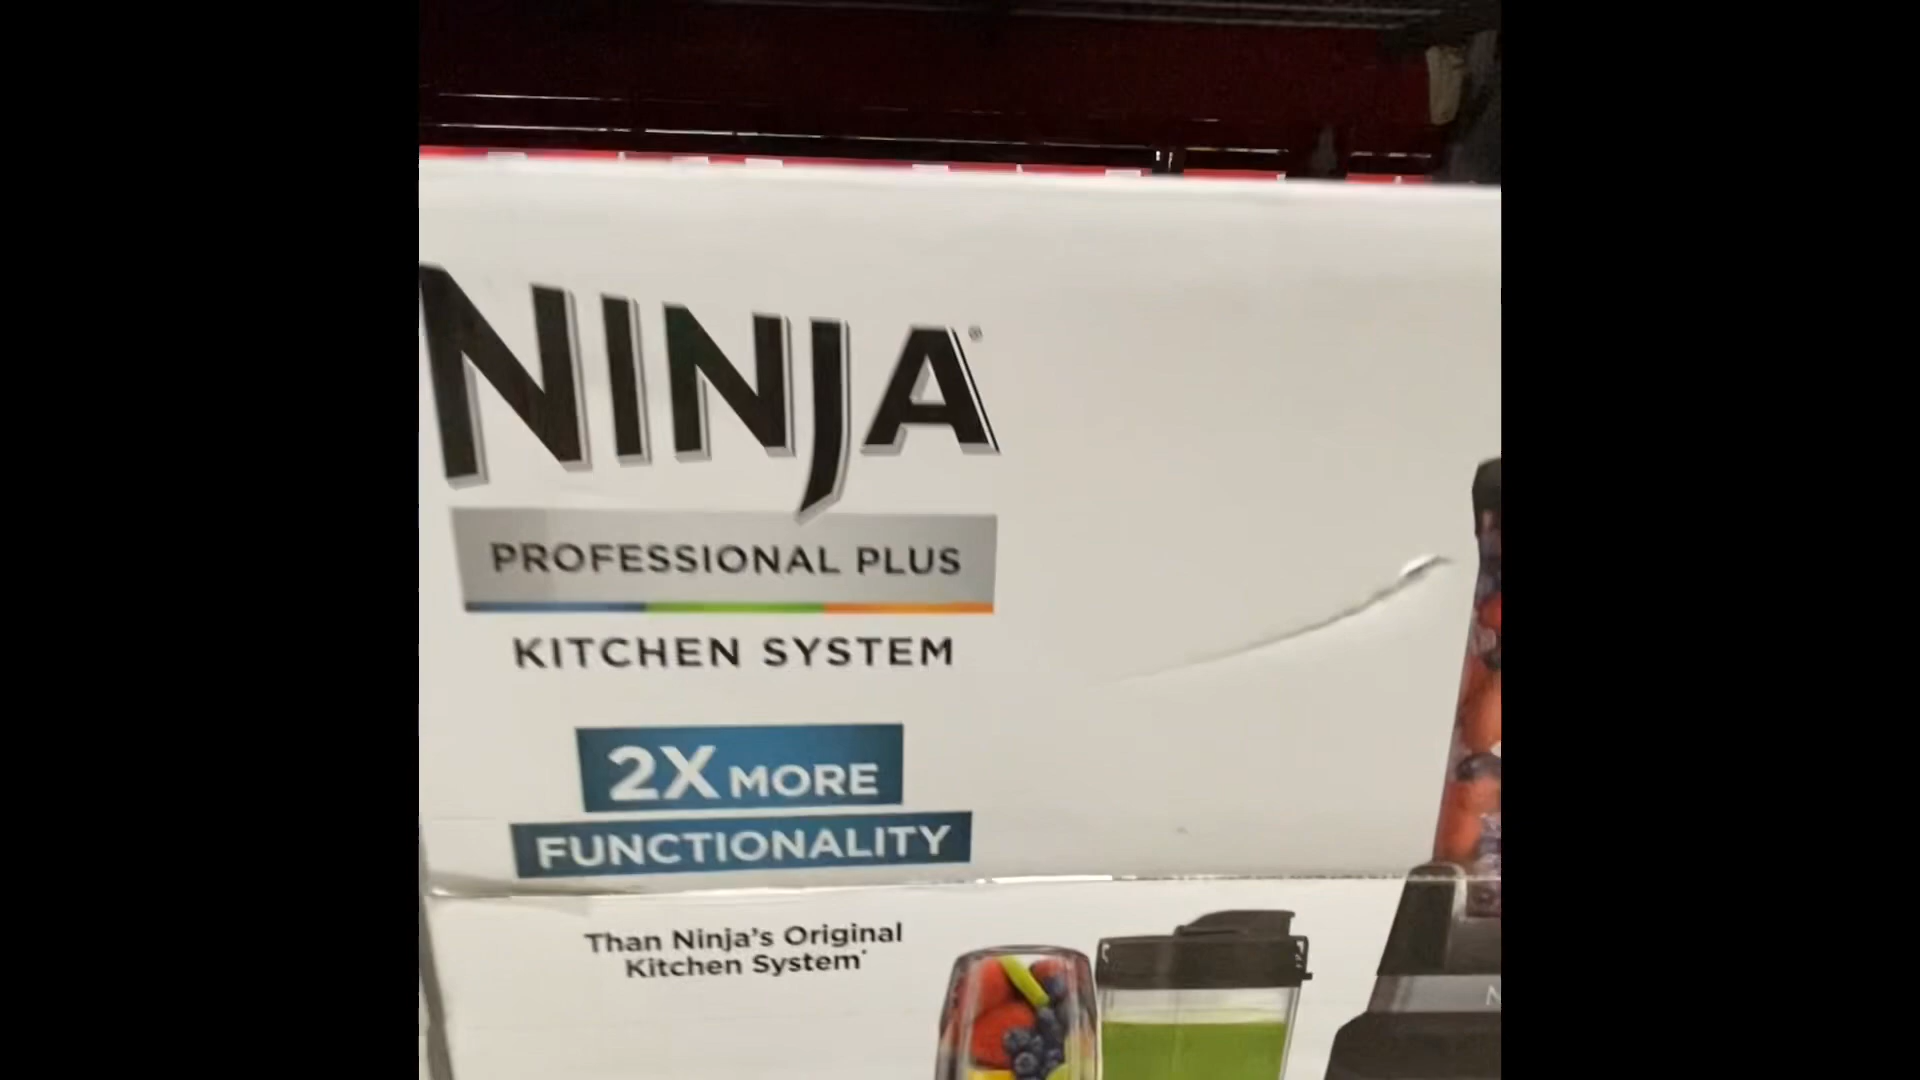 NINJA®
PROFESSIONAL PLUS
KITCHEN SYSTEM
2X MORE
FUNCTIONALITY
Than Ninja's Original
Kitchen System*
N